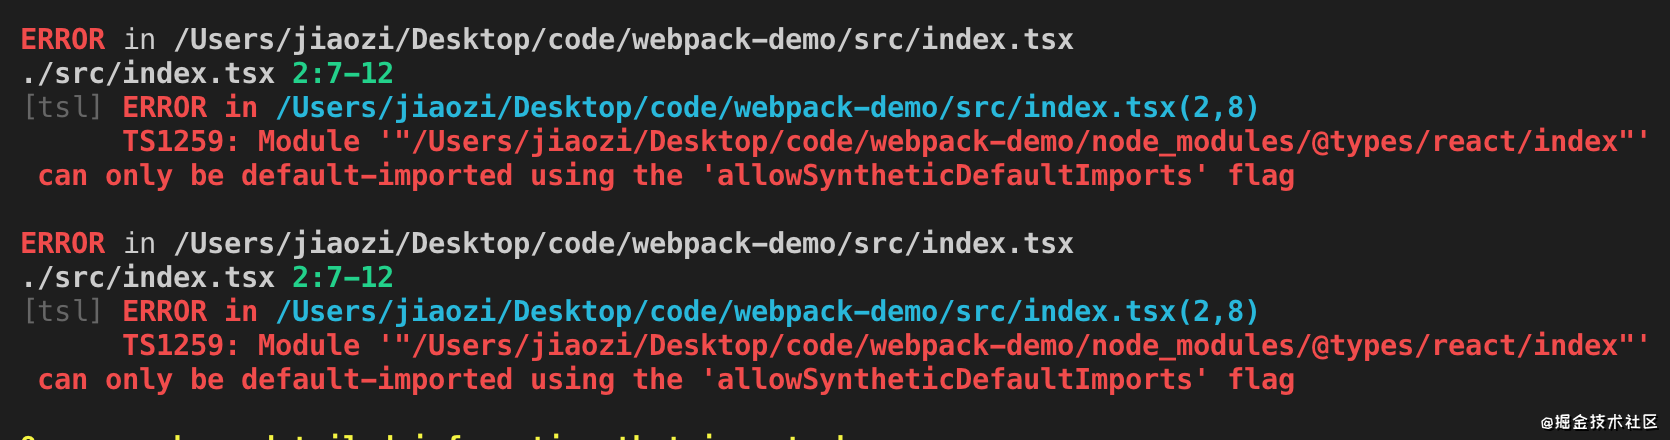 ERROR in /Users/jiaozi/Desktop/code/webpack-demo/src/index.tsx
./src/index.tsx 2:7-12
[tsl] ERROR in /Users/jiaozi/Desktop/code/webpack-demo/src/index.tsx(2,8)
TS1259: Module '"/Users/jiaozi/Desktop/code/webpack-demo/node_modules/@types/react/index"'
can only be default-imported using the 'allowSyntheticDefaultImports' flag
ERROR in /Users/jiaozi/Desktop/code/webpack-demo/src/index.tsx
./src/index.tsx 2:7-12
[tsl] ERROR in /Users/jiaozi/Desktop/code/webpack-demo/src/index.tsx(2,8)
TS1259: Module '"/Users/jiaozi/Desktop/code/webpack-demo/node_modules/@types/react/index"'
can only be default-imported using the 'allowSyntheticDefaultImports' flag
@掘金技术社区